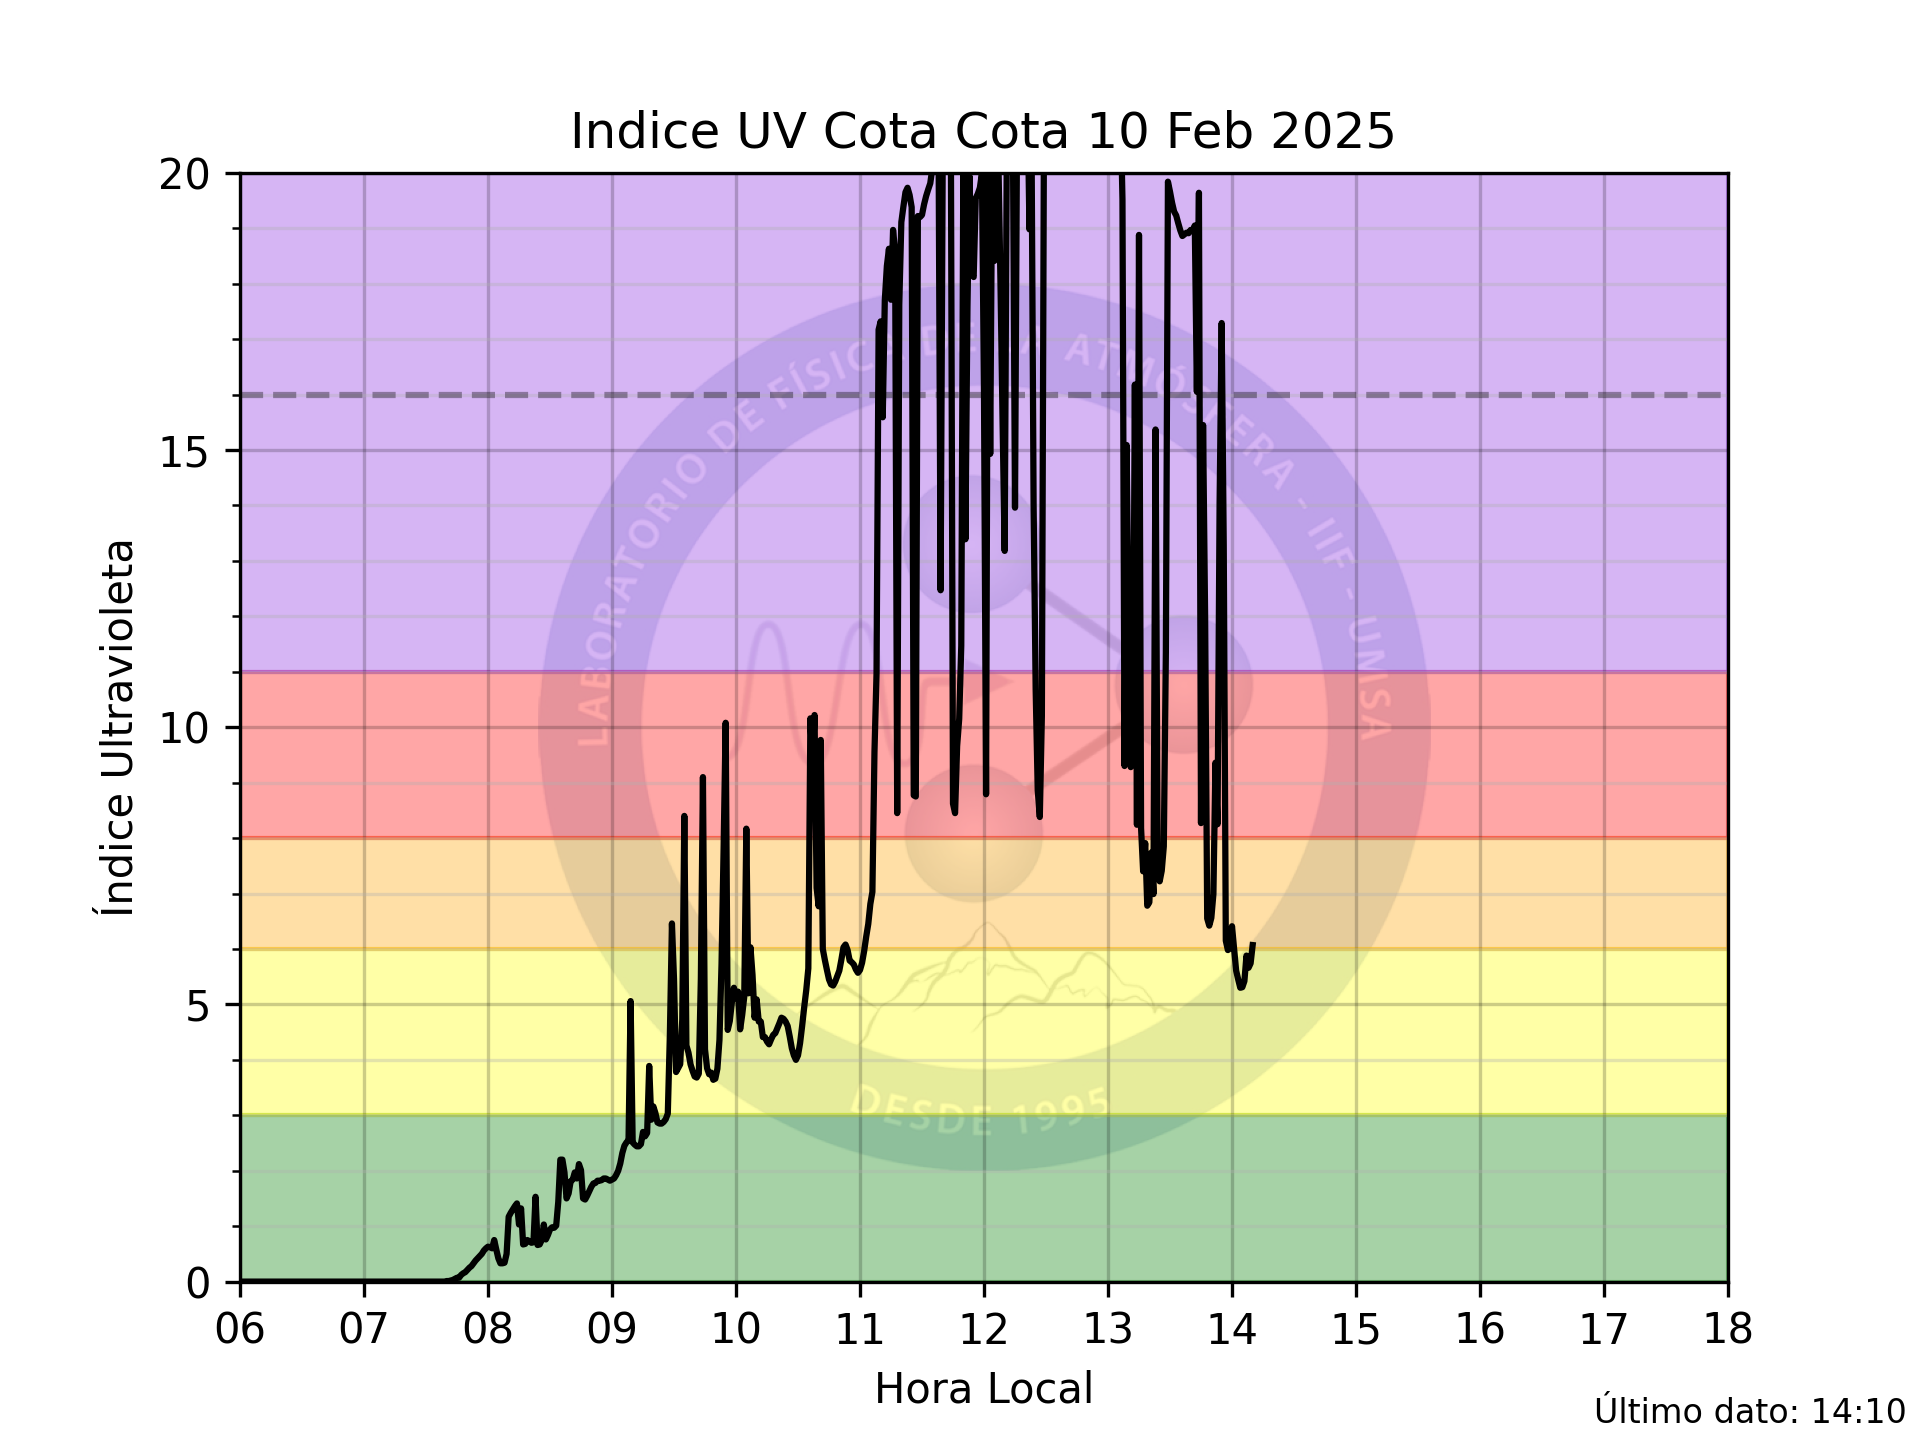 Indice UV Cota Cota 10 Feb 2025
20
15
10
5
0
Índice Ultravioleta
LABORATORIO DE FÍSICA DE LA ATMÓSFERA - IIF - UMSA
DESDE 1995
06 07 08 09 10 11 12 13 14 15 16 17 18
Hora Local
Último dato: 14:10